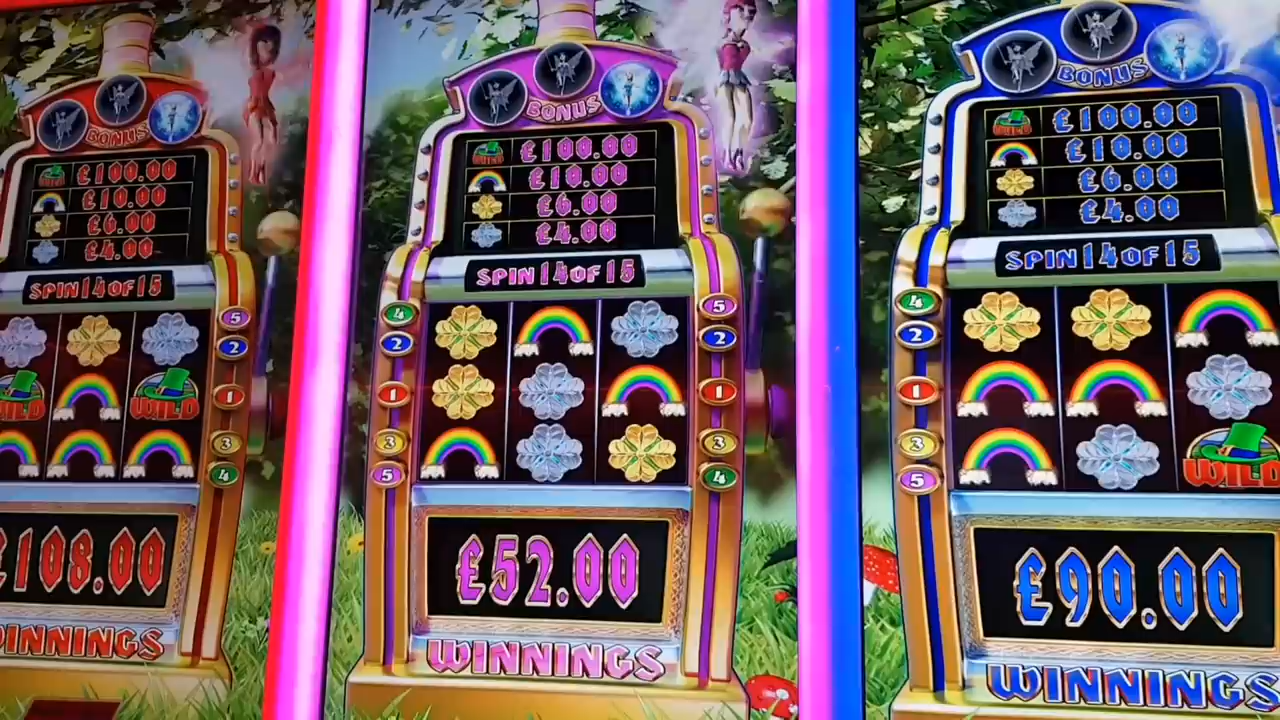 BONUS
£100.00
£10.00
£6.00
£4.00
SPIN 14 OF 15
5
2
WILD
WILD
1
3
4
£108.00
WINNINGS
BONUS
£100.00
£10.00
£6.00
£4.00
SPIN 14 OF 15
4 5
2 2
1 1
3 3
5 4
£52.00
WINNINGS
BONUS
WILD £100.00
£10.00
£6.00
£4.00
SPIN 14 OF 15
4
2
1
3
5
WILD
£90.00
WINNINGS